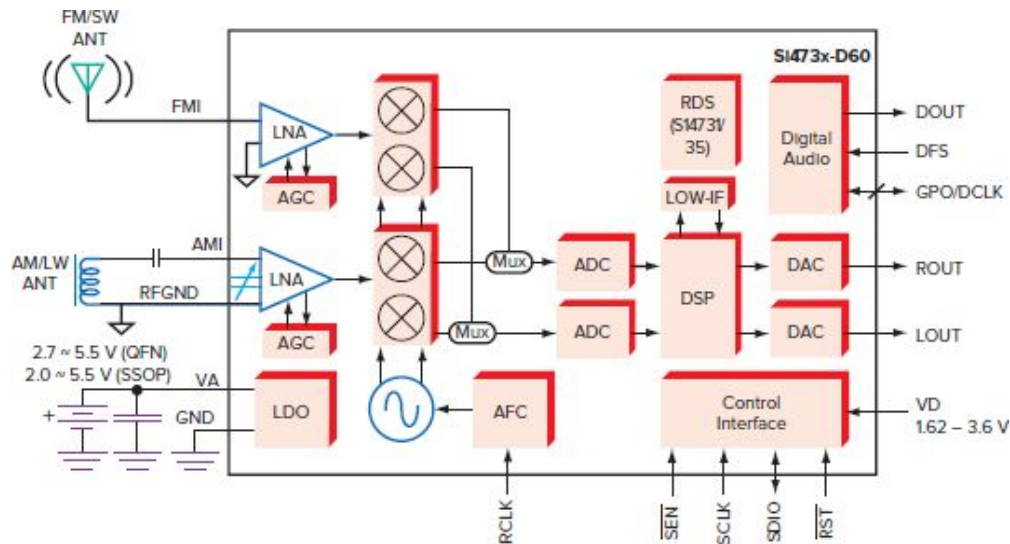 FM/SW
ANT
SI473x-D60
FMI
LNA
AGC
RDS
(S14731/
35)
Digital
Audio
DOUT
DFS
GPO/DCLK
LOW-IF
AMI
AM/LW
ANT
RFGND
LNA
AGC
Mux
Mux
ADC
ADC
DSP
DAC
DAC
ROUT
LOUT
2.7 ~ 5.5 V (QFN)
2.0 ~ 5.5 V (SSOP)
VA
+
GND
LDO
AFC
Control
Interface
VD
1.62 – 3.6 V
RCLK
SEN
SCLK
SDIO
RST